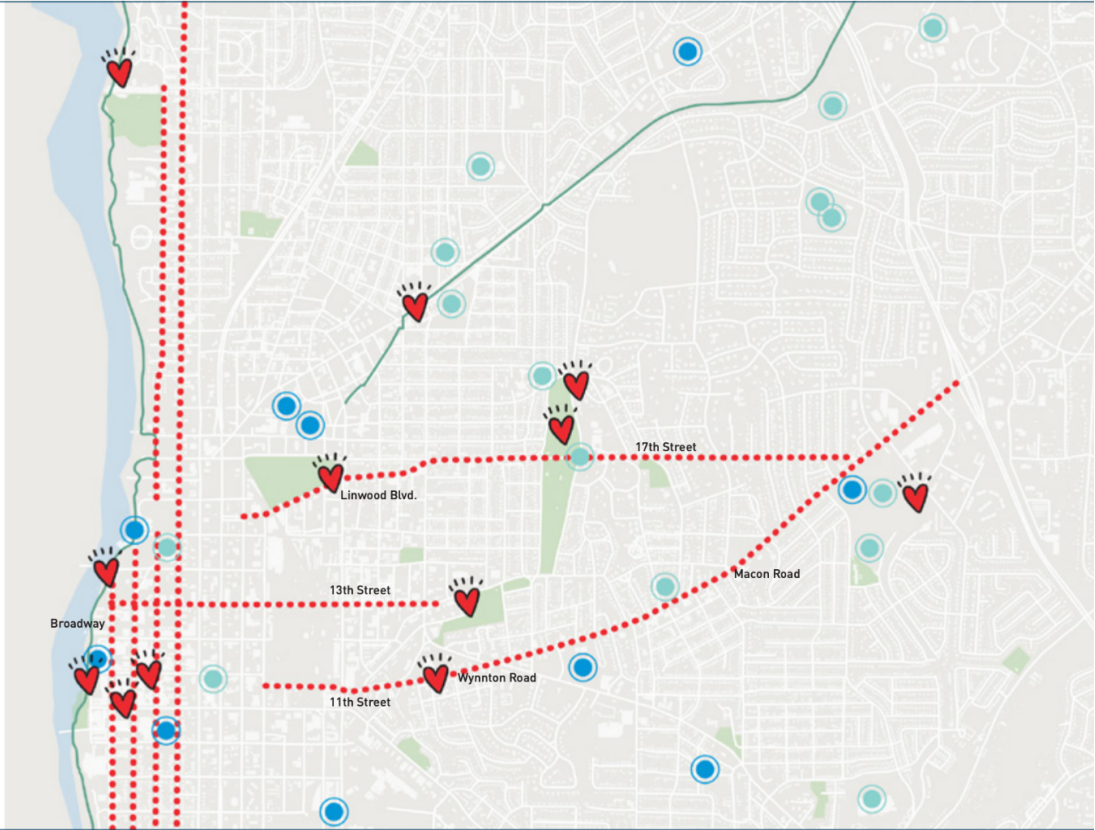 17th Street
Linwood Blvd.
Macon Road
13th Street
Broadway
Wynnton Road
11th Street